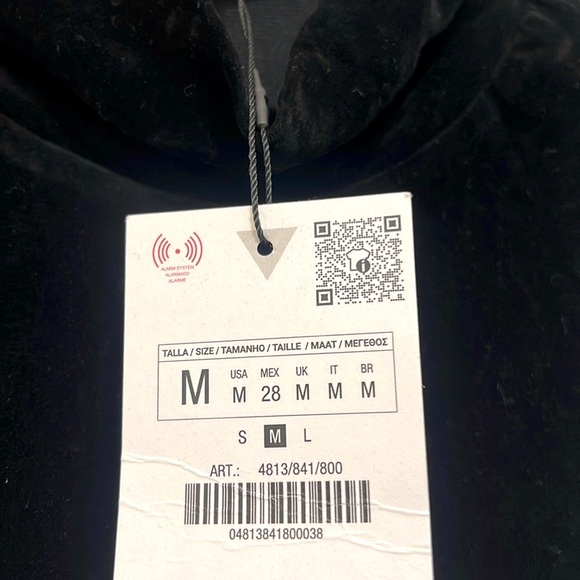 ALARM SYSTEM
ALARMADO
ALARME
TALLA / SIZE / TAMANHO / TAILLE / MAAT / ΜΕΓΕΘΟΣ
M USA MEX UK IT BR
M 28 M M M
S M L
ART.: 4813/841/800
04813841800038